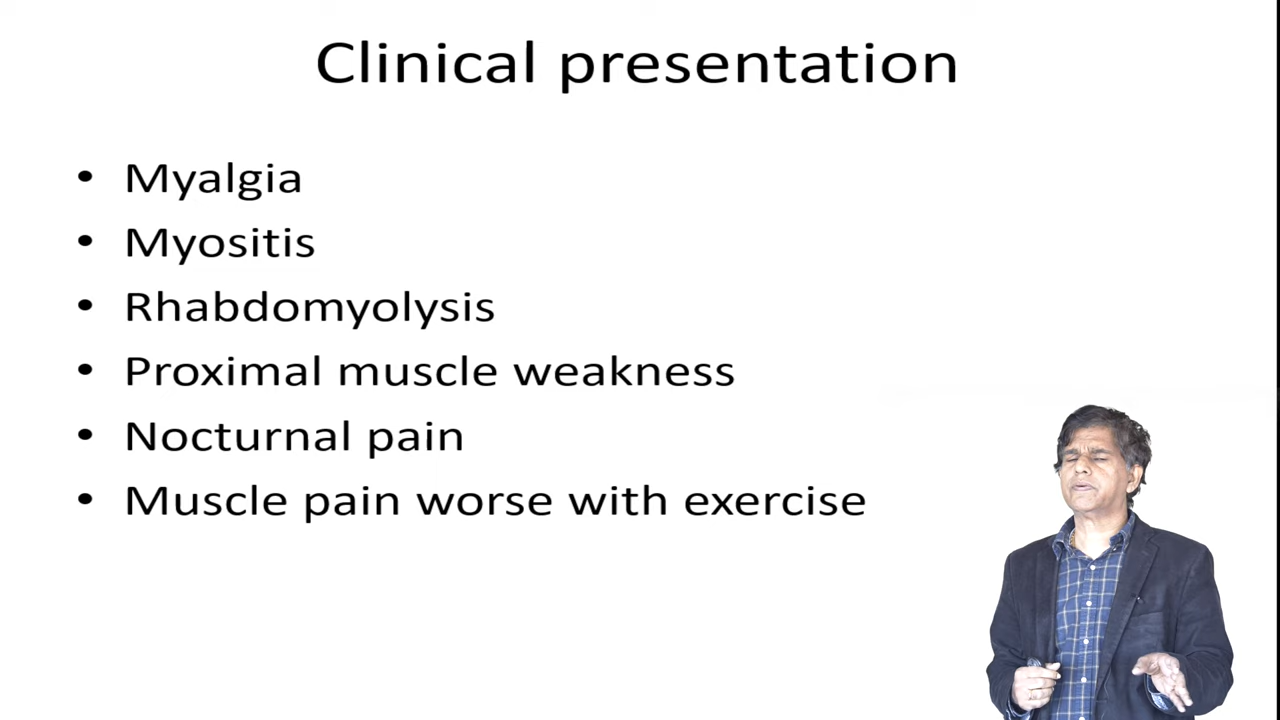 Clinical presentation
• Myalgia
• Myositis
• Rhabdomyolysis
• Proximal muscle weakness
• Nocturnal pain
• Muscle pain worse with exercise